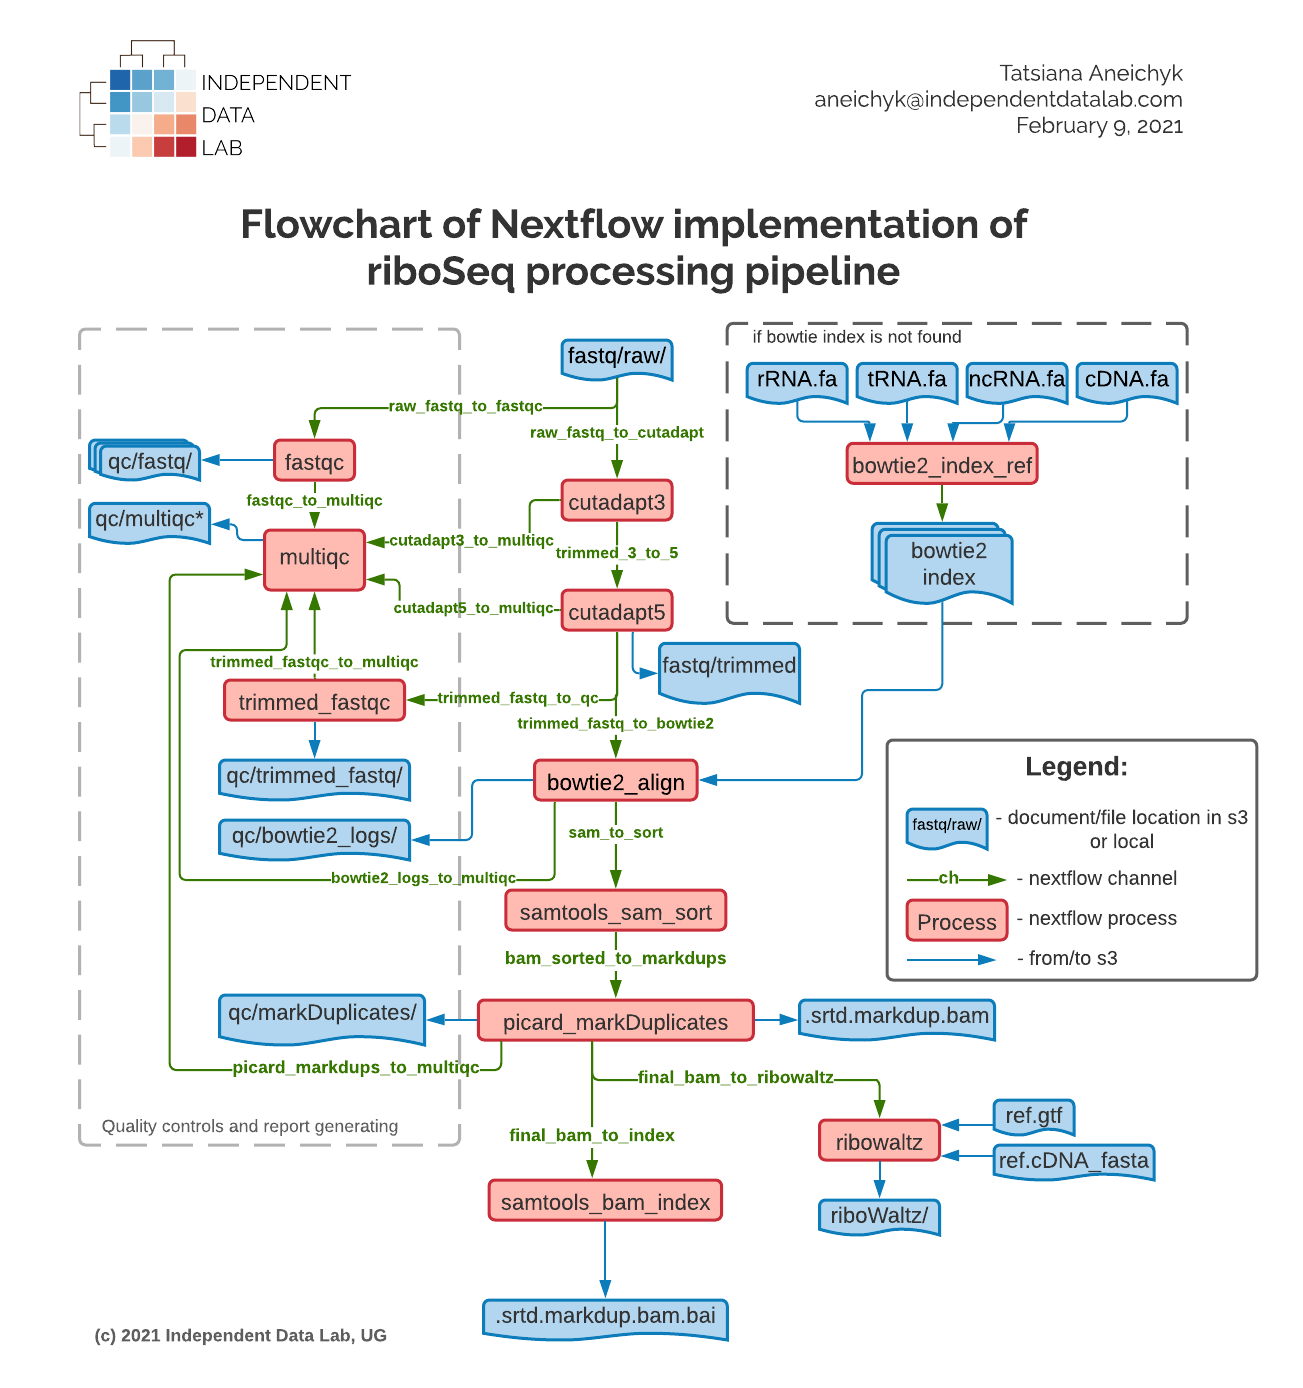 INDEPENDENT
DATA
LAB
Tatsiana Aneichyk
aneichyk@independentdatalab.com
February 9, 2021
Flowchart of Nextflow implementation of
riboSeq processing pipeline
if bowtie index is not found
fastq/raw/
rRNA.fa
tRNA.fa
ncRNA.fa
cDNA.fa
raw_fastq_to_fastqc
raw_fastq_to_cutadapt
qc/fastq/
fastqc
bowtie2_index_ref
fastqc_to_multiqc
cutadapt3
qc/multiqc*
multiqc
cutadapt3_to_multiqc
trimmed_3_to_5
bowtie2
index
cutadapt5_to_multiqc
cutadapt5
trimmed_fastqc_to_multiqc
fastq/trimmed
trimmed_fastqc
trimmed_fastq_to_qc
trimmed_fastq_to_bowtie2
qc/trimmed_fastq/
bowtie2_align
qc/bowtie2_logs/
sam_to_sort
bowtie2_logs_to_multiqc
samtools_sam_sort
bam_sorted_to_markdups
Legend:
fastq/raw/
- document/file location in s3
or local
ch
- nextflow channel
Process
- nextflow process
- from/to s3
qc/markDuplicates/
picard_markDuplicates
.srtd.markdup.bam
picard_markdups_to_multiqc
final_bam_to_ribowaltz
Quality controls and report generating
final_bam_to_index
ribowaltz
ref.gtf
ref.cDNA_fasta
samtools_bam_index
riboWaltz/
.srtd.markdup.bam.bai
(c) 2021 Independent Data Lab, UG